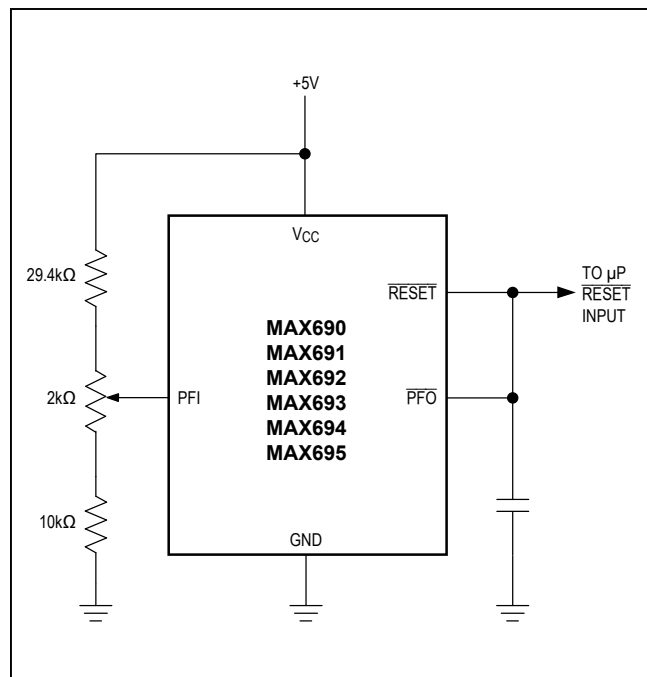 +5V
VCC
29.4kΩ
RESET
TO µP
RESET
INPUT
MAX690
MAX691
MAX692
MAX693
MAX694
MAX695
2kΩ
PFI
PFO
10kΩ
GND